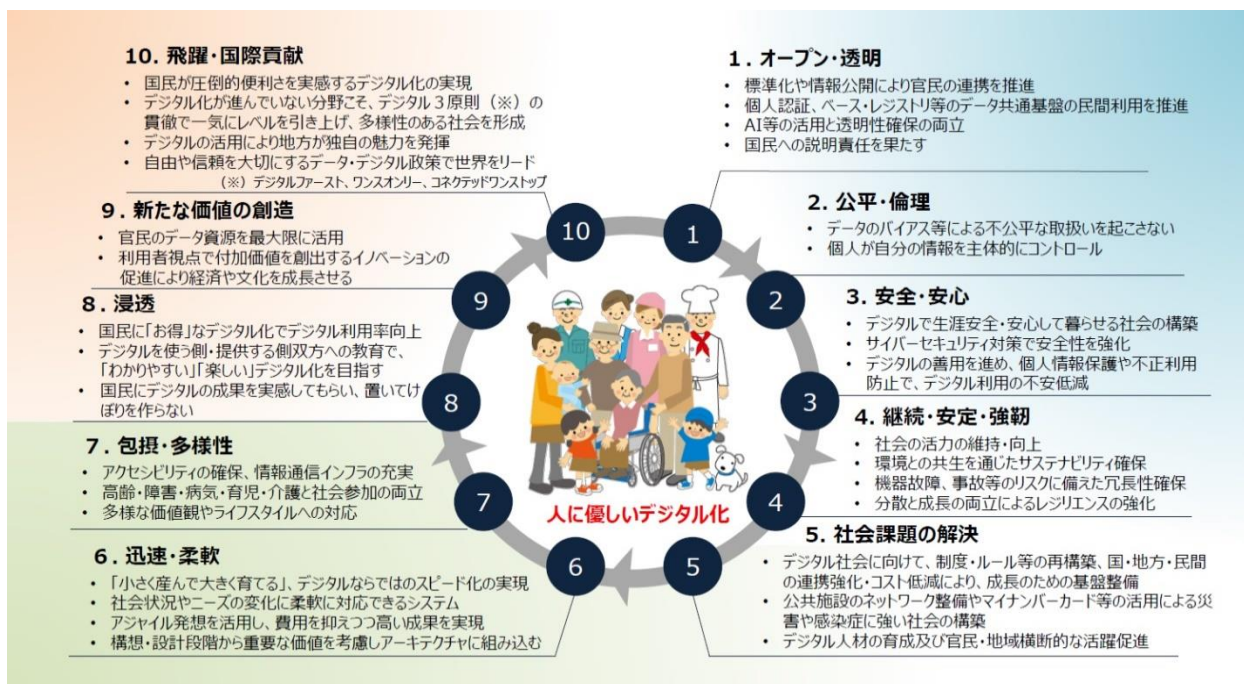 10. 飛躍・国際貢献
• 国民が圧倒的便利さを実感するデジタル化の実現
• デジタル化が進んでいない分野こそ、デジタル3原則（※）の
貫徹で一気にレベルを引き上げ、多様性のある社会を形成
• デジタルの活用により地方が独自の魅力を発揮
• 自由や信頼を大切にするデータ・デジタル政策で世界をリード
（※）デジタルファースト、ワンスオンリー、コネクテッドワンストップ
9. 新たな価値の創造
• 官民のデータ資源を最大限に活用
• 利用者視点で付加価値を創出するイノベーションの
促進により経済や文化を成長させる
8. 浸透
• 国民に「お得」なデジタル化でデジタル利用率向上
• デジタルを使う側・提供する側双方への教育で、
「わかりやすい」「楽しい」デジタル化を目指す
• 国民にデジタルの成果を実感してもらい、置いてけ
ぼりを作らない
7. 包摂・多様性
• アクセシビリティの確保、情報通信インフラの充実
• 高齢・障害・病気・育児・介護と社会参加の両立
• 多様な価値観やライフスタイルへの対応
6. 迅速・柔軟
• 「小さく産んで大きく育てる」、デジタルならではのスピード化の実現
• 社会状況やニーズの変化に柔軟に対応できるシステム
• アジャイル発想を活用し、費用を抑えつつ高い成果を実現
• 構想・設計段階から重要な価値を考慮しアーキテクチャに組み込む
1. オープン・透明
• 標準化や情報公開により官民の連携を推進
• 個人認証、ベース・レジストリ等のデータ共通基盤の民間利用を推進
• AI等の活用と透明性確保の両立
• 国民への説明責任を果たす
2. 公平・倫理
• データのバイアス等による不公平な取扱いを起こさない
• 個人が自分の情報を主体的にコントロール
3. 安全・安心
• デジタルで生涯安全・安心して暮らせる社会の構築
• サイバーセキュリティ対策で安全性を強化
• デジタルの善用を進め、個人情報保護や不正利用
防止で、デジタル利用の不安低減
4. 継続・安定・強靭
• 社会の活力の維持・向上
• 環境との共生を通じたサステナビリティ確保
• 機器故障、事故等のリスクに備えた冗長性確保
• 分散と成長の両立によるレジリエンスの強化
5. 社会課題の解決
• デジタル社会に向けて、制度・ルール等の再構築、国・地方・民間
の連携強化・コスト低減により、成長のための基盤整備
• 公共施設のネットワーク整備やマイナンバーカード等の活用による災
害や感染症に強い社会の構築
• デジタル人材の育成及び官民・地域横断的な活躍促進
10
1
9
2
8
3
7
4
6
5
人に優しいデジタル化